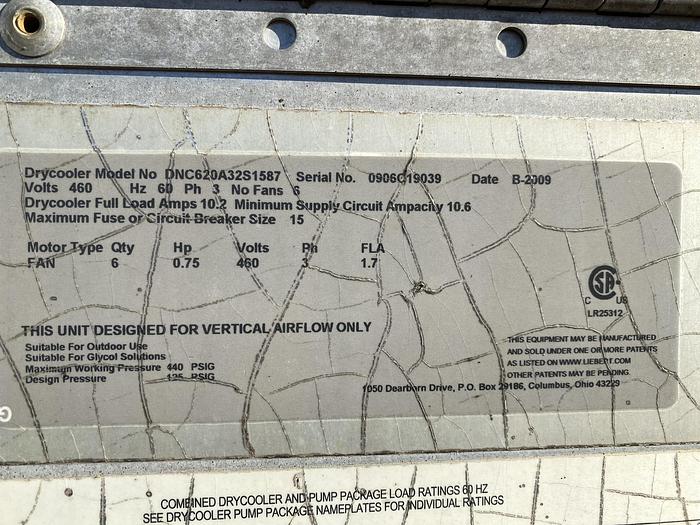 Drycooler Model No DNC620A32S1587 Serial No. 0906C19039 Date B-2009
Volts 460 Hz 60 Ph 3 No Fans 6
Drycooler Full Load Amps 10.2 Minimum Supply Circuit Ampacity 10.6
Maximum Fuse or Circuit Breaker Size 15
Motor Type Qty Hp Volts Ph FLA
FAN 6 0.75 460 3 1.7
SA
C US
LR25312
THIS UNIT DESIGNED FOR VERTICAL AIRFLOW ONLY
Suitable For Outdoor Use
Suitable For Glycol Solutions
Maximum Working Pressure 440 PSIG
Design Pressure 125 PSIG
THIS EQUIPMENT MAY BE MANUFACTURED
AND SOLD UNDER ONE OR MORE PATENTS
AS LISTED ON WWW.LIEBERT.COM
OTHER PATENTS MAY BE PENDING.
1050 Dearborn Drive, P.O. Box 29186, Columbus, Ohio 43229
G
COMBINED DRYCOOLER AND PUMP PACKAGE LOAD RATINGS 60 HZ
SEE DRYCOOLER PUMP PACKAGE NAMEPLATES FOR INDIVIDUAL RATINGS